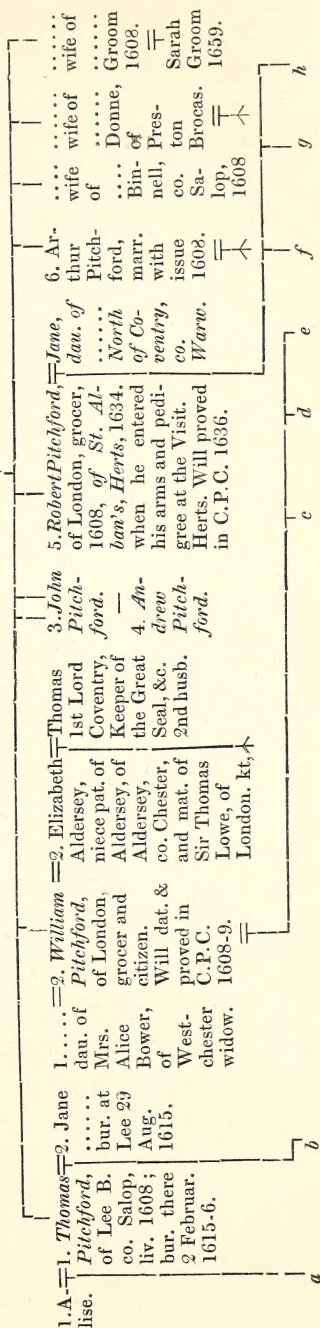 1. A-
lise.
1. Thomas
Pitchford,
of Lee B.
co. Salop,
liv. 1608;
bur. there
2 Februar.
1615-6.
2. Jane
.......
bur. at
Lee 29
Aug.
1615.
1.....
dau. of
Mrs.
Alice
Bower,
of
West-
chester
widow.
2. William
Pitchford,
of London,
grocer and
citizen.
Will dat. &
proved in
C.P.C.
1608-9.
2. Elizabeth
Aldersey,
niece pat. of
Aldersey, of
Aldersey,
co. Chester,
and mat. of
Sir Thomas
Lowe, of
London. kt,
Thomas
1st Lord
Coventry,
Keeper of
the Great
Seal, &c.
2nd husb.
3. John
Pitch-
ford.
—
4. An-
drew
Pitch-
ford.
5. Robert Pitchford,
of London, grocer,
1608, of St. Al-
ban's, Herts, 1634.
when he entered
his arms and pedi-
gree at the Visit.
Herts. Will proved
in C.P.C. 1636.
Jane,
dau. of
.......
North
of Co-
ventry,
co.
Warw.
6. Ar-
thur
Pitch-
ford,
marr.
with
issue
1608.
.....
wife
of
....
Bin-
nell,
co.
Sa-
lop,
1608
.....
wife of
.......
Donne,
of
Pres-
ton
Brocas.
......
wife of
.......
Groom
1608.
Sarah
Groom
1659.
a
b
c
d
e
f
g
h